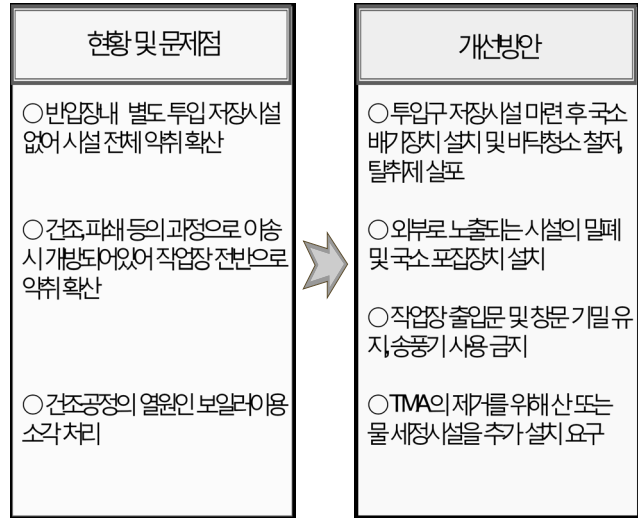 현황 및 문제점
○ 반입장내 별도 투입 저장시설
없어 시설 전체 악취 확산
○ 건조,파쇄 등의 과정으로 이송
시 개방되어있어 작업장 전반으로
악취 확산
○ 건조공정의 열원인 보일러이용
소각 처리
개선방안
○ 투입구 저장시설 마련 후 국소
배기장치 설치 및 바닥청소 철저,
탈취제 살포
○ 외부로 노출되는 시설의 밀폐
및 국소 포집장치 설치
○ 작업장 출입문 및 창문 기밀 유
지,송풍기 사용 금지
○ TMA의 제거를 위해 산 또는
물 세정시설을 추가 설치 요구